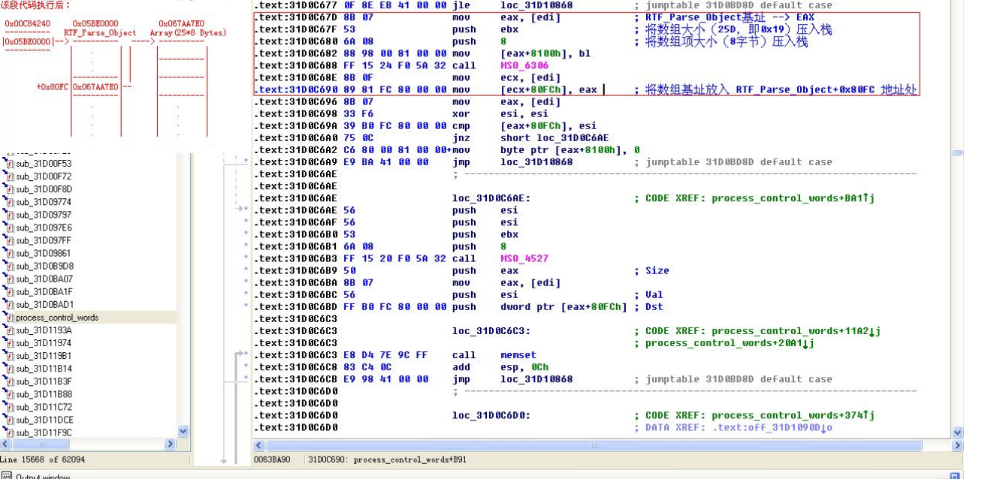 该段代码执行后：
0x00C84240 0x05BE0000 0x067AA7E0
---------- RTF_Parse_Object Array(25*8 Bytes)
|0x05BE0000|-->
+0x80FC |0x067AA7E0| --
sub_31D00F53
sub_31D00F72
sub_31D00F8D
sub_31D09774
sub_31D09797
sub_31D097E6
sub_31D097FF
sub_31D09861
sub_31D0B9D8
sub_31D0BA07
sub_31D0BA1F
sub_31D0BAD1
process_control_words
sub_31D1193A
sub_31D11974
sub_31D119B1
sub_31D11B14
sub_31D11B3F
sub_31D11B88
sub_31D11C72
sub_31D11DCE
sub_31D11F9C
Line 15668 of 62094
.text:31D0C677 0F 8E EB 41 00 00 jle loc_31D10868 ; jumptable 31D0BD8D default case
.text:31D0C67D 8B 07 mov eax, [edi] ; RTF_Parse_Object基址 --> EAX
.text:31D0C67F 53 push ebx ; 将数组大小（25D, 即0x19）压入栈
.text:31D0C680 6A 08 push 8 ; 将数组项大小（8字节）压入栈
.text:31D0C682 88 98 00 81 00 00 mov [eax+8100h], bl
.text:31D0C688 FF 15 24 F0 5A 32 call MSO_6306
.text:31D0C68E 8B 0F mov ecx, [edi]
.text:31D0C690 89 81 FC 80 00 00 mov [ecx+80FCh], eax ; 将数组基址放入 RTF_Parse_Object+0x80FC 地址处
.text:31D0C696 8B 07 mov eax, [edi]
.text:31D0C698 33 F6 xor esi, esi
.text:31D0C69A 39 B0 FC 80 00 00 cmp [eax+80FCh], esi
.text:31D0C6A0 75 0C jnz short loc_31D0C6AE
.text:31D0C6A2 C6 80 00 81 00 00+mov byte ptr [eax+8100h], 0
.text:31D0C6A9 E9 BA 41 00 00 jmp loc_31D10868 ; jumptable 31D0BD8D default case
.text:31D0C6AE ; ---------------------------------------------------------------------------
.text:31D0C6AE
.text:31D0C6AE loc_31D0C6AE: ; CODE XREF: process_control_words+BA1↑j
.text:31D0C6AE 56 push esi
.text:31D0C6AF 56 push esi
.text:31D0C6B0 53 push ebx
.text:31D0C6B1 6A 08 push 8
.text:31D0C6B3 FF 15 20 F0 5A 32 call MSO_4527
.text:31D0C6B9 50 push eax ; Size
.text:31D0C6BA 8B 07 mov eax, [edi]
.text:31D0C6BC 56 push esi ; Val
.text:31D0C6BD FF B0 FC 80 00 00 push dword ptr [eax+80FCh] ; Dst
.text:31D0C6C3
.text:31D0C6C3 loc_31D0C6C3: ; CODE XREF: process_control_words+11A2↓j
.text:31D0C6C3 ; process_control_words+20A1↓j
.text:31D0C6C3 E8 D4 7E 9C FF call memset
.text:31D0C6C8 83 C4 0C add esp, 0Ch
.text:31D0C6CB E9 98 41 00 00 jmp loc_31D10868 ; jumptable 31D0BD8D default case
.text:31D0C6D0 ; ---------------------------------------------------------------------------
.text:31D0C6D0
.text:31D0C6D0 loc_31D0C6D0: ; CODE XREF: process_control_words+374↑j
.text:31D0C6D0 ; DATA XREF: .text:off_31D1090D↓o
0063BA90 31D0C690: process_control_words+B91
Output window